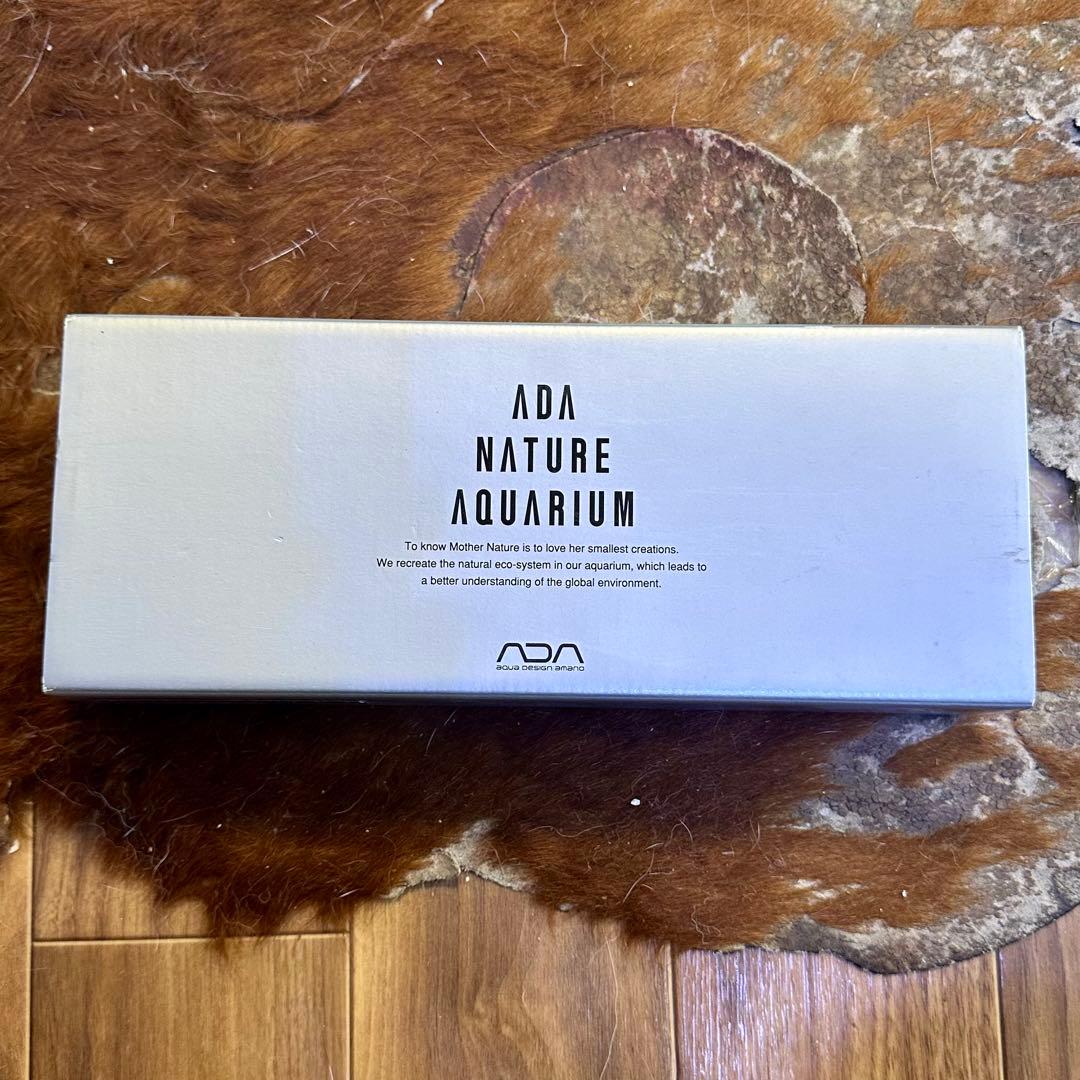 ADA
NATURE
AQUARIUM
To know Mother Nature is to love her smallest creations.
We recreate the natural eco-system in our aquarium, which leads to
a better understanding of the global environment.
ADA
aqua design amano